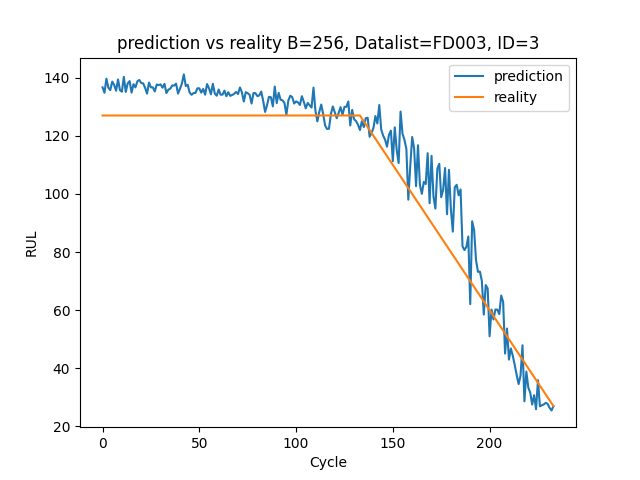 prediction vs reality B=256, Datalist=FD003, ID=3
prediction
reality
RUL
140
120
100
80
60
40
20
0 50 100 150 200
Cycle